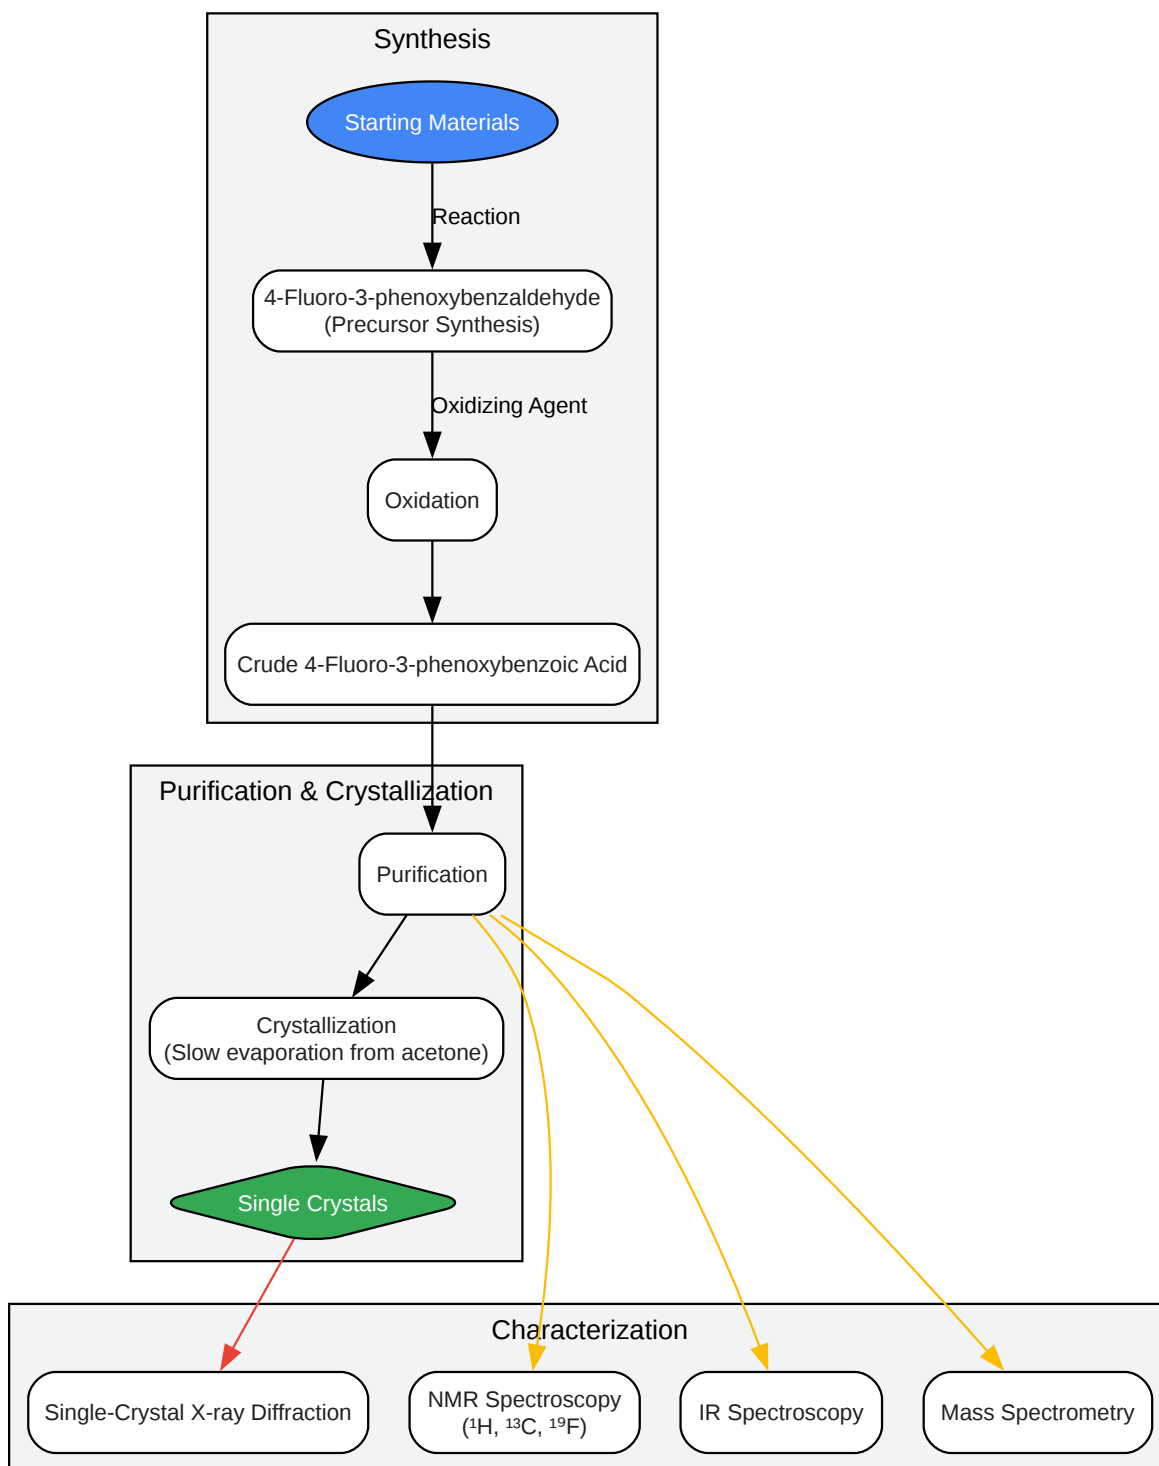 Synthesis
Starting Materials
Reaction
4-Fluoro-3-phenoxybenzaldehyde
(Precursor Synthesis)
Oxidizing Agent
Oxidation
Crude 4-Fluoro-3-phenoxybenzoic Acid
Purification & Crystallization
Purification
Crystallization
(Slow evaporation from acetone)
Single Crystals
Characterization
Single-Crystal X-ray Diffraction
NMR Spectroscopy
(¹H, ¹³C, ¹⁹F)
IR Spectroscopy
Mass Spectrometry